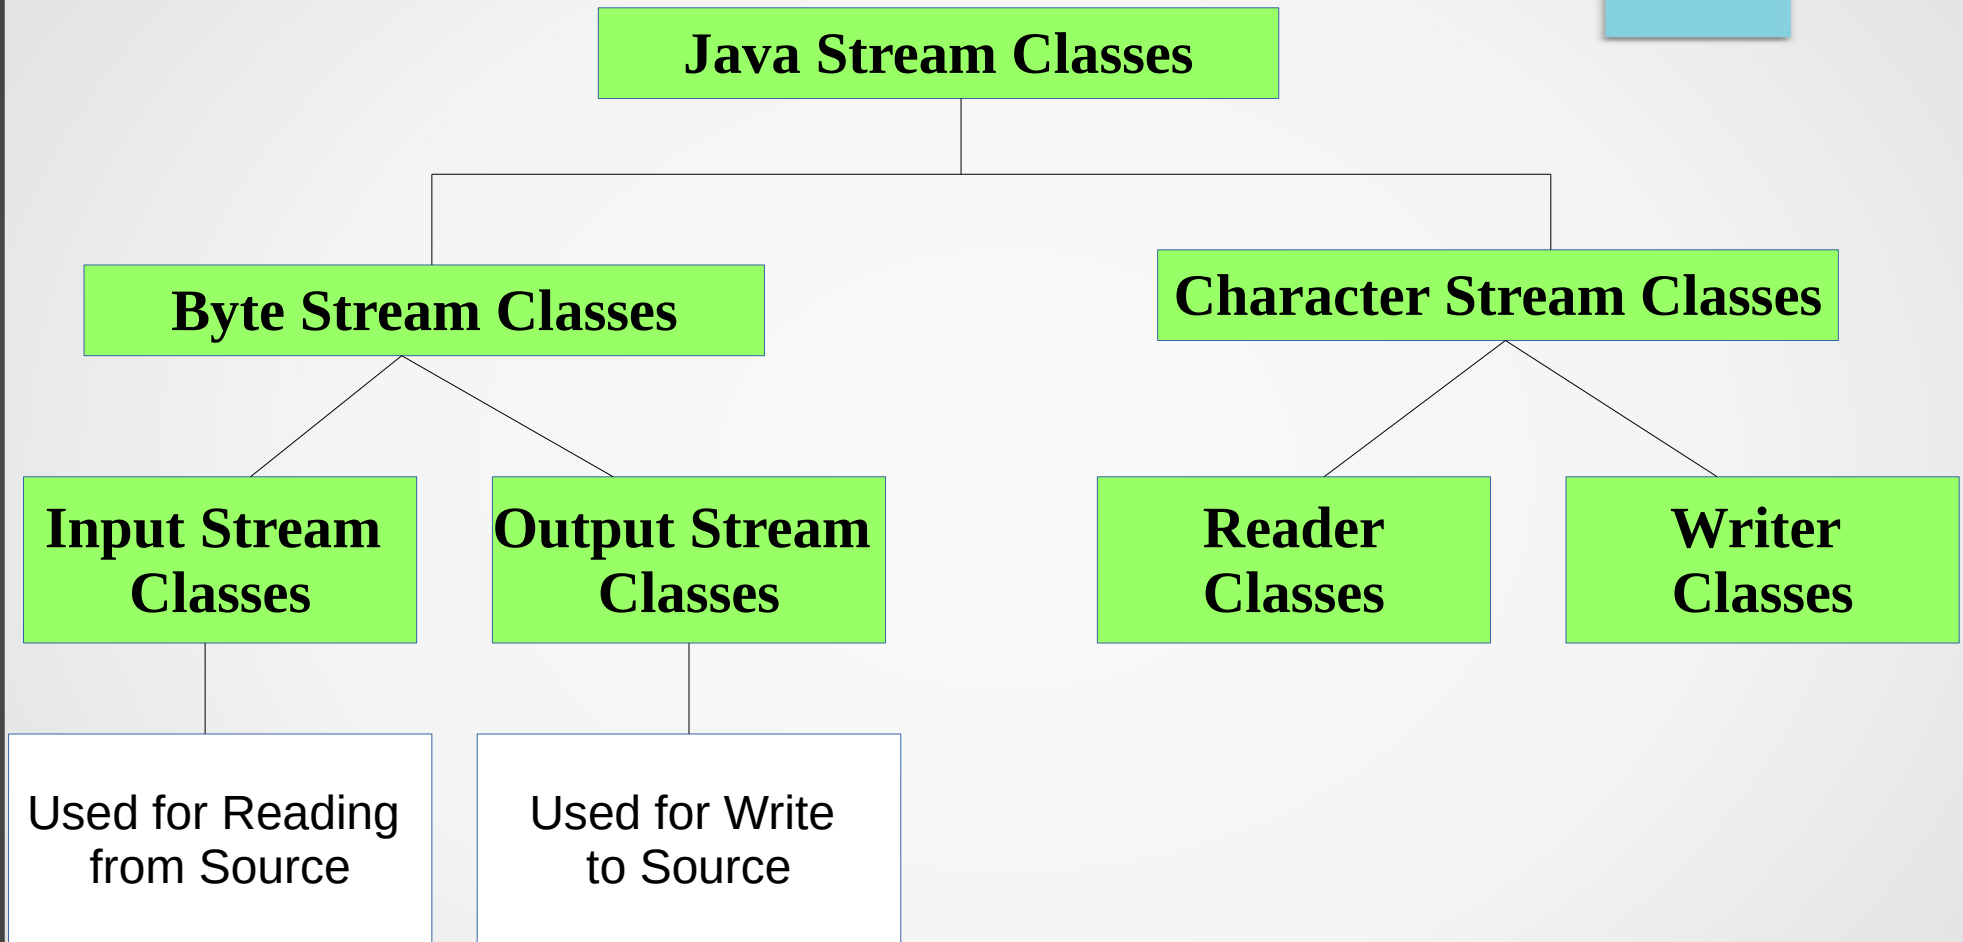 Java Stream Classes
Byte Stream Classes
Character Stream Classes
Input Stream
Classes
Output Stream
Classes
Reader
Classes
Writer
Classes
Used for Reading
from Source
Used for Write
to Source